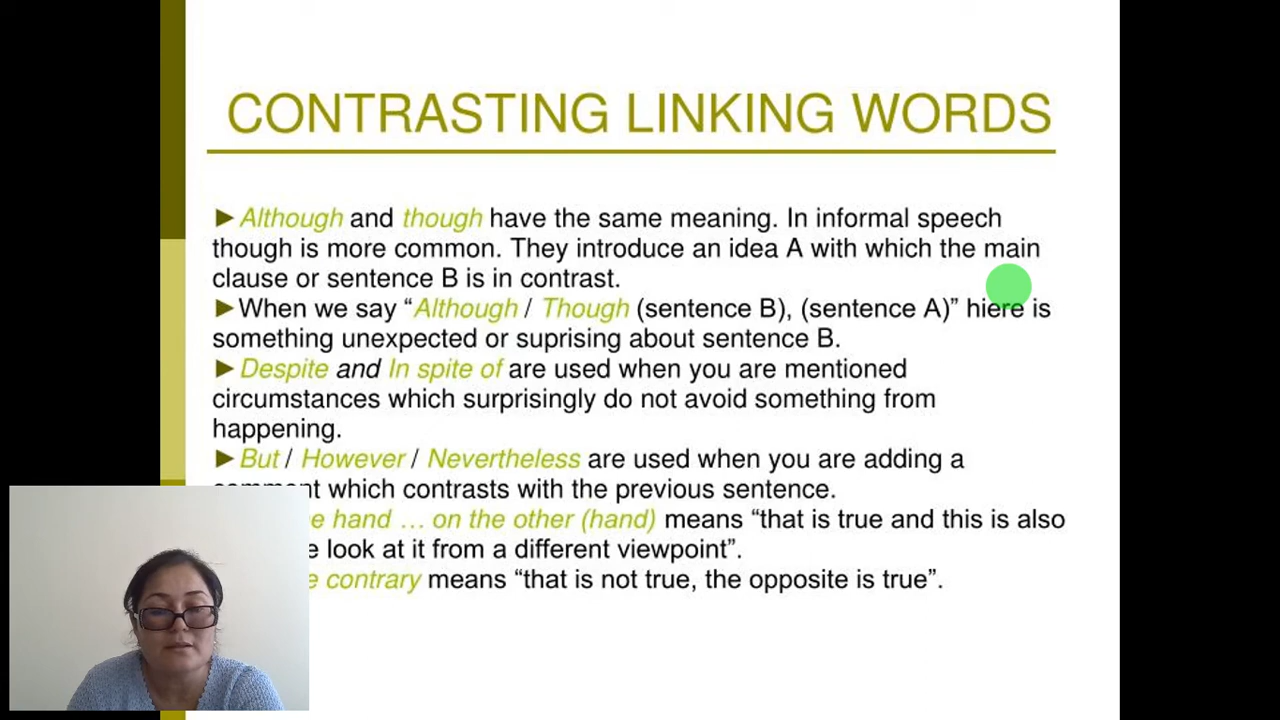 CONTRASTING LINKING WORDS
►Although and though have the same meaning. In informal speech
though is more common. They introduce an idea A with which the main
clause or sentence B is in contrast.
►When we say “Although / Though (sentence B), (sentence A)” hiere is
something unexpected or suprising about sentence B.
►Despite and In spite of are used when you are mentioned
circumstances which surprisingly do not avoid something from
happening.
►But / However / Nevertheless are used when you are adding a
comment which contrasts with the previous sentence.
hand … on the other (hand) means “that is true and this is also
look at it from a different viewpoint”.
contrary means “that is not true, the opposite is true”.